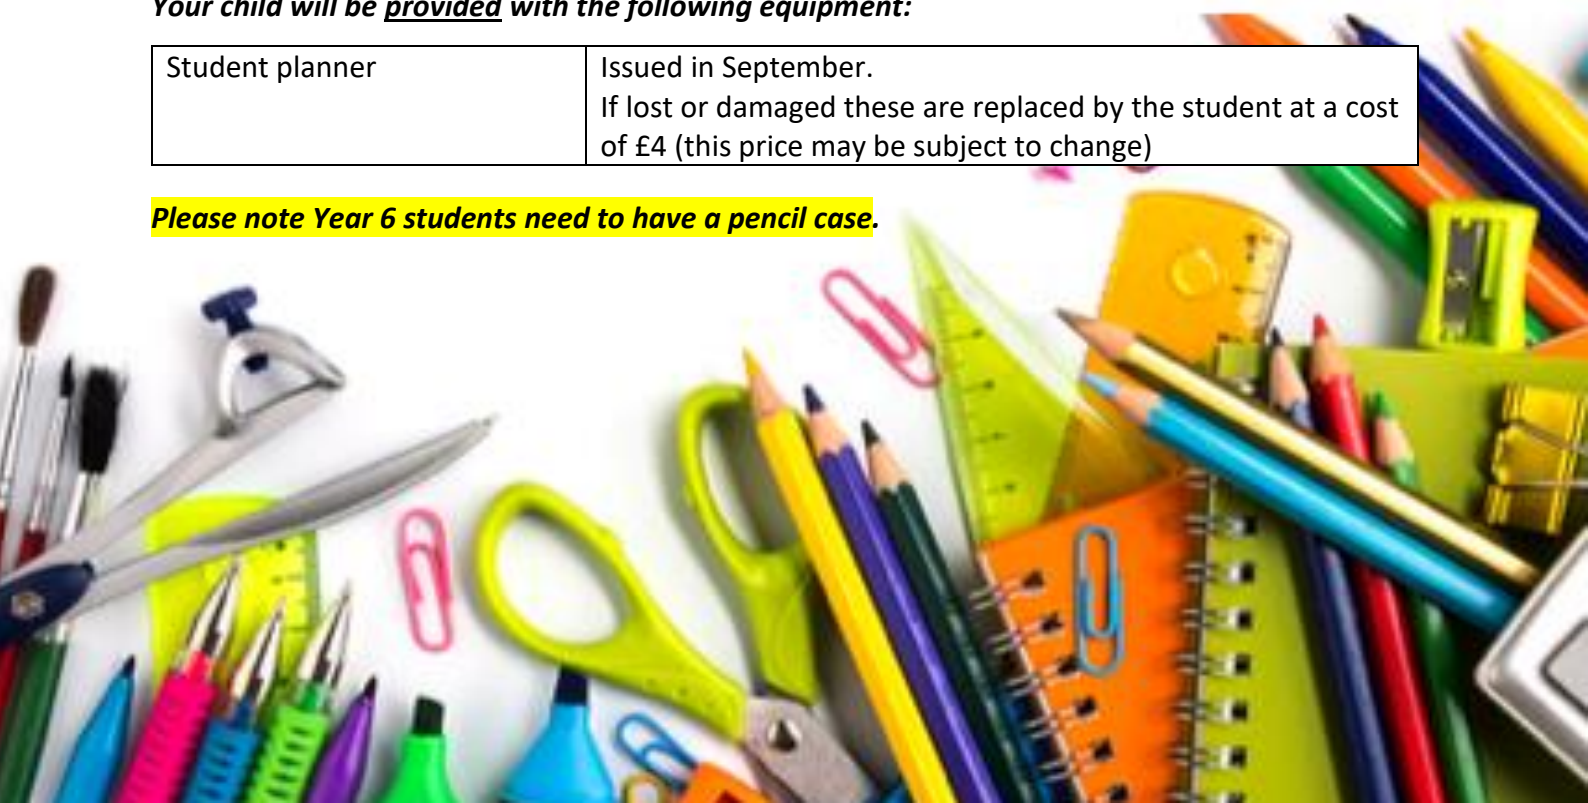 Your child will be provided with the following equipment:
Student planner
Issued in September.
If lost or damaged these are replaced by the student at a cost
of £4 (this price may be subject to change)
Please note Year 6 students need to have a pencil case.